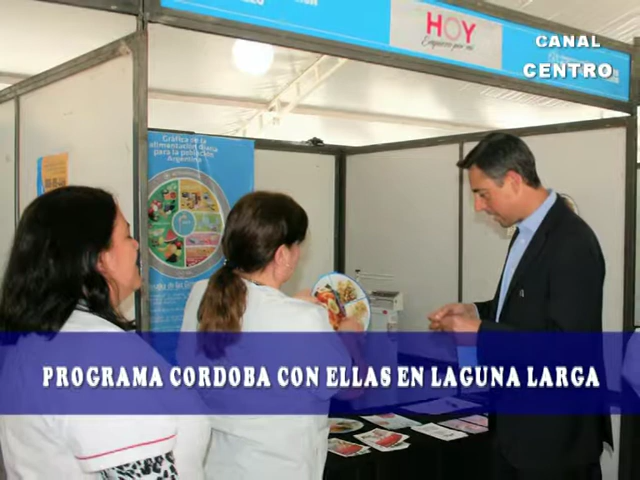 HOY
Empiezo por mí
CANAL
CENTRO
Gráfica de la
alimentación diaria
para la población
Argentina
PROGRAMA CORDOBA CON ELLAS EN LAGUNA LARGA